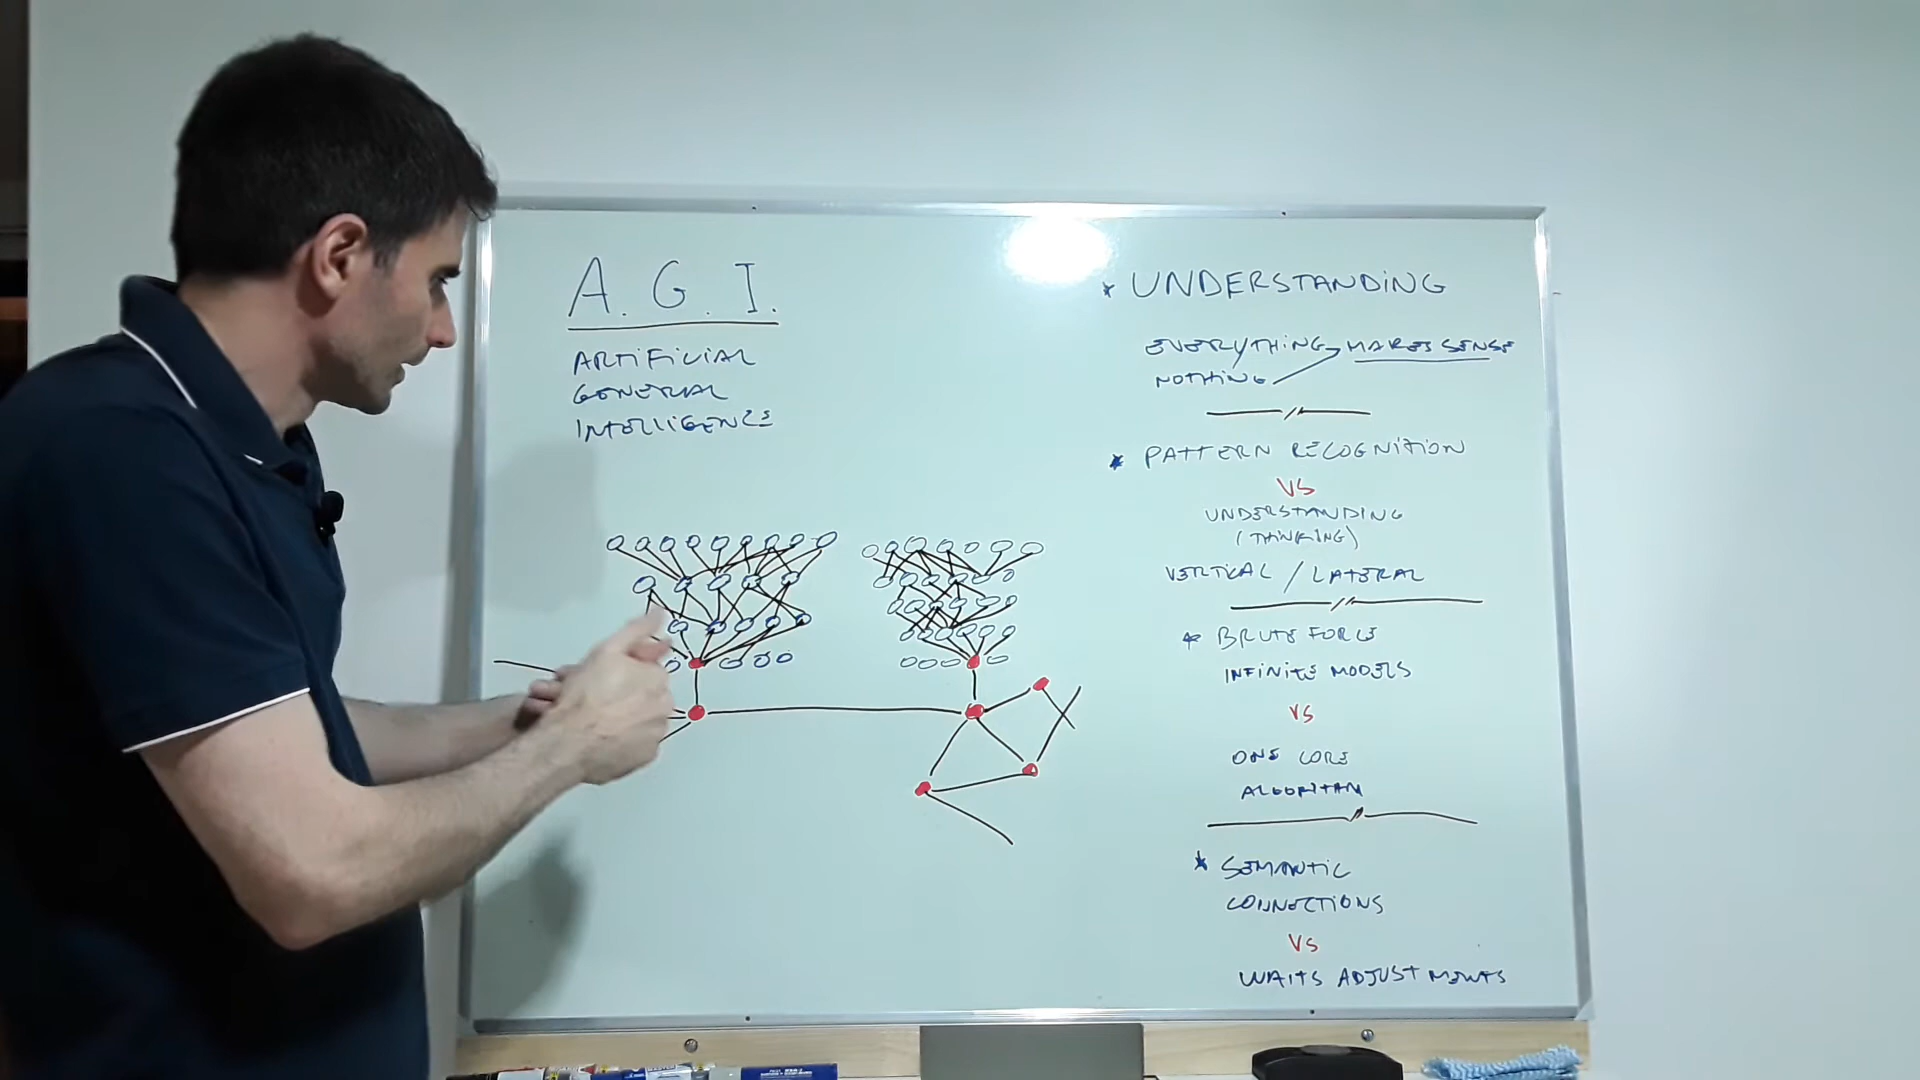 A. G. I.
ARTIFICIAL
GENERAL
INTELLIGENCE
* UNDERSTANDING
EVERYTHING MAKES SENSE
NOTHING
* PATTERN RECOGNITION
VS
UNDERSTANDING
(THINKING)
VERTICAL / LATERAL
* BRUTE FORCE
INFINITE MODELS
VS
ONE CORE
ALGORITHM
* SEMANTIC
CONNECTIONS
VS
WAITS ADJUSTMENTS